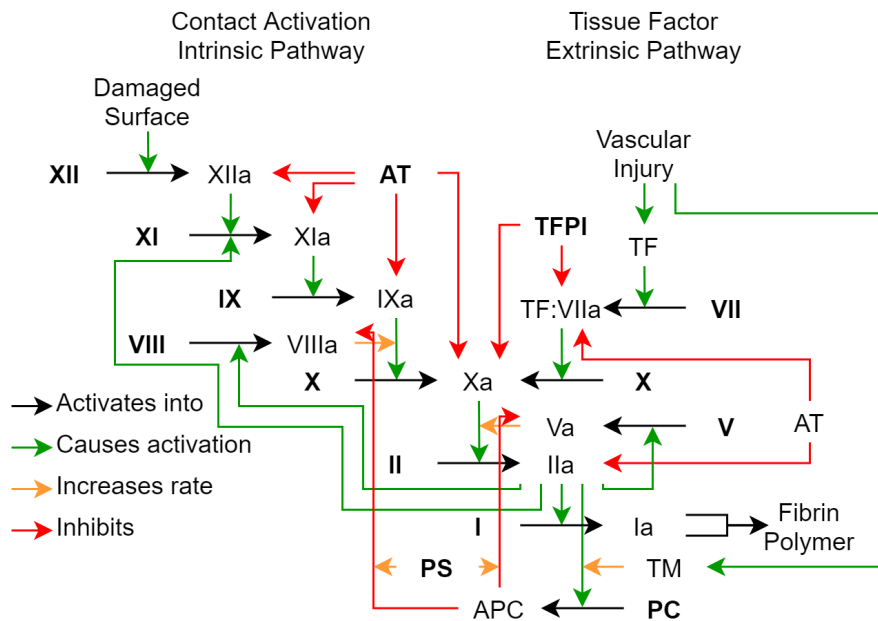 Contact Activation
Intrinsic Pathway
Tissue Factor
Extrinsic Pathway
Damaged
Surface
Vascular
Injury
XII
XIIa
AT
XI
XIa
TFPI
TF
IX
IXa
TF:VIIa
VII
VIII
VIIIa
X
Xa
X
Activates into
Causes activation
Increases rate
Inhibits
Va
V
AT
II
IIa
I
Ia
Fibrin
Polymer
PS
TM
APC
PC